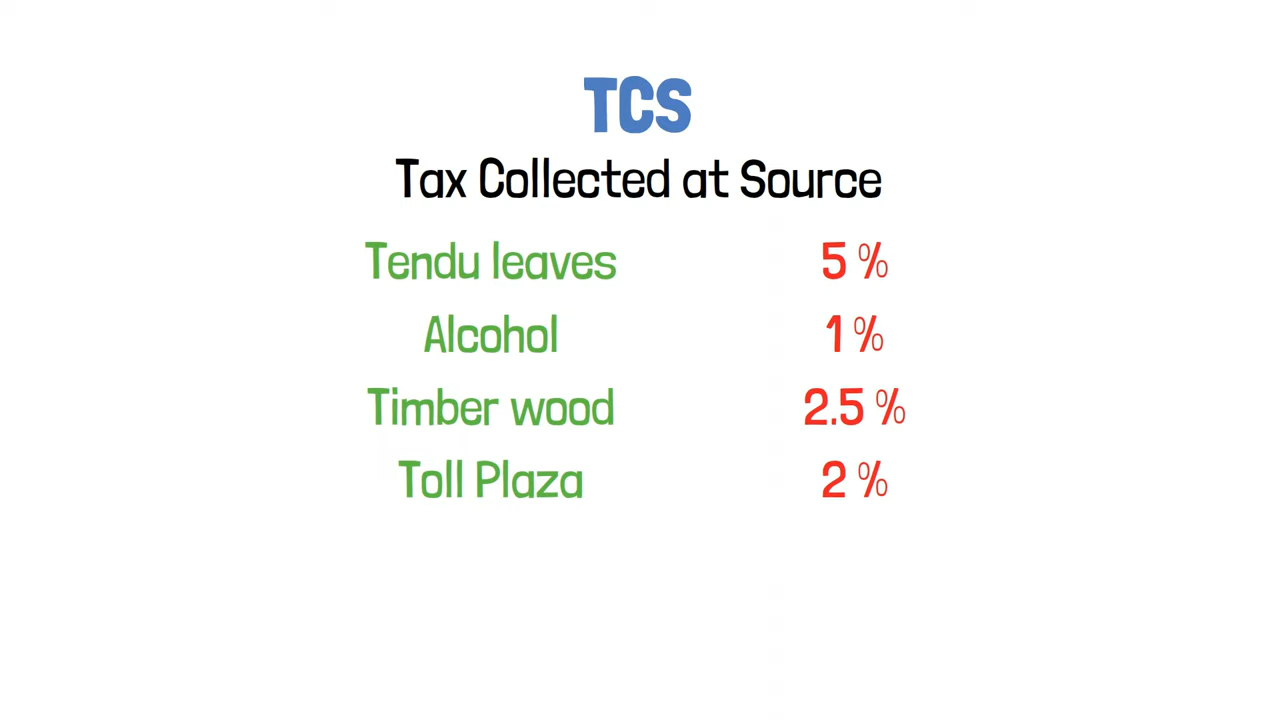 TCS
Tax Collected at Source
Tendu leaves 5 %
Alcohol 1 %
Timber wood 2.5 %
Toll Plaza 2 %